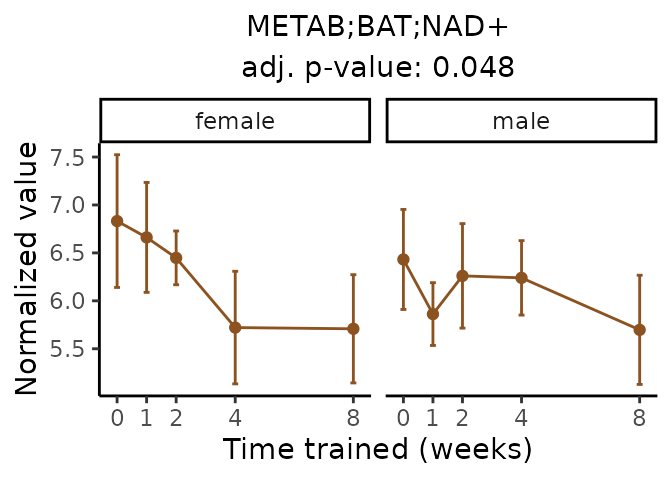 METAB;BAT;NAD+
adj. p-value: 0.048
female male
Normalized value
7.5
7.0
6.5
6.0
5.5
0 1 2 4 8 0 1 2 4 8
Time trained (weeks)